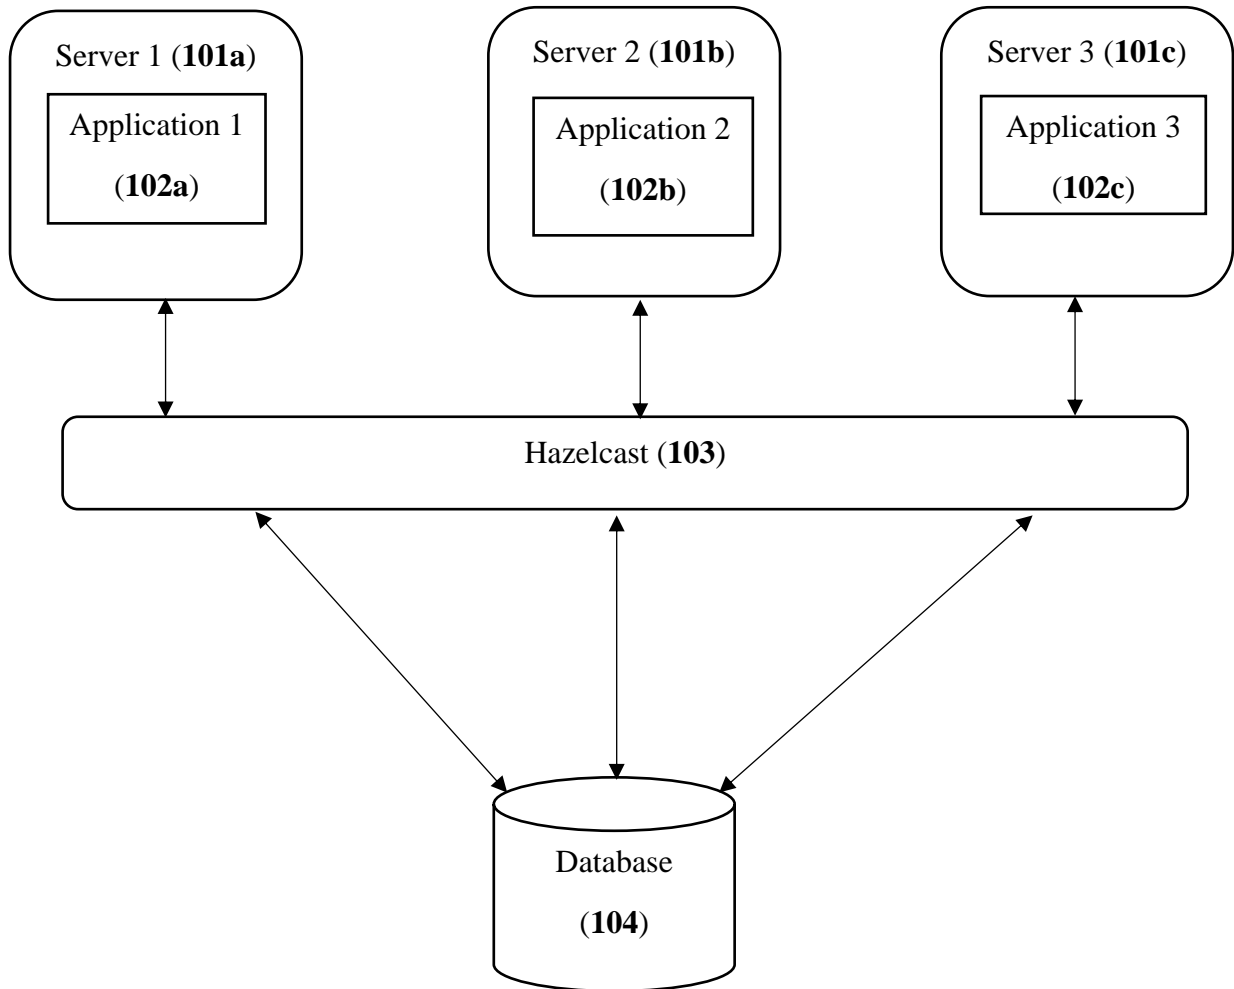 Server 1 (101a)
Application 1
(102a)
Server 2 (101b)
Application 2
(102b)
Server 3 (101c)
Application 3
(102c)
Hazelcast (103)
Database
(104)